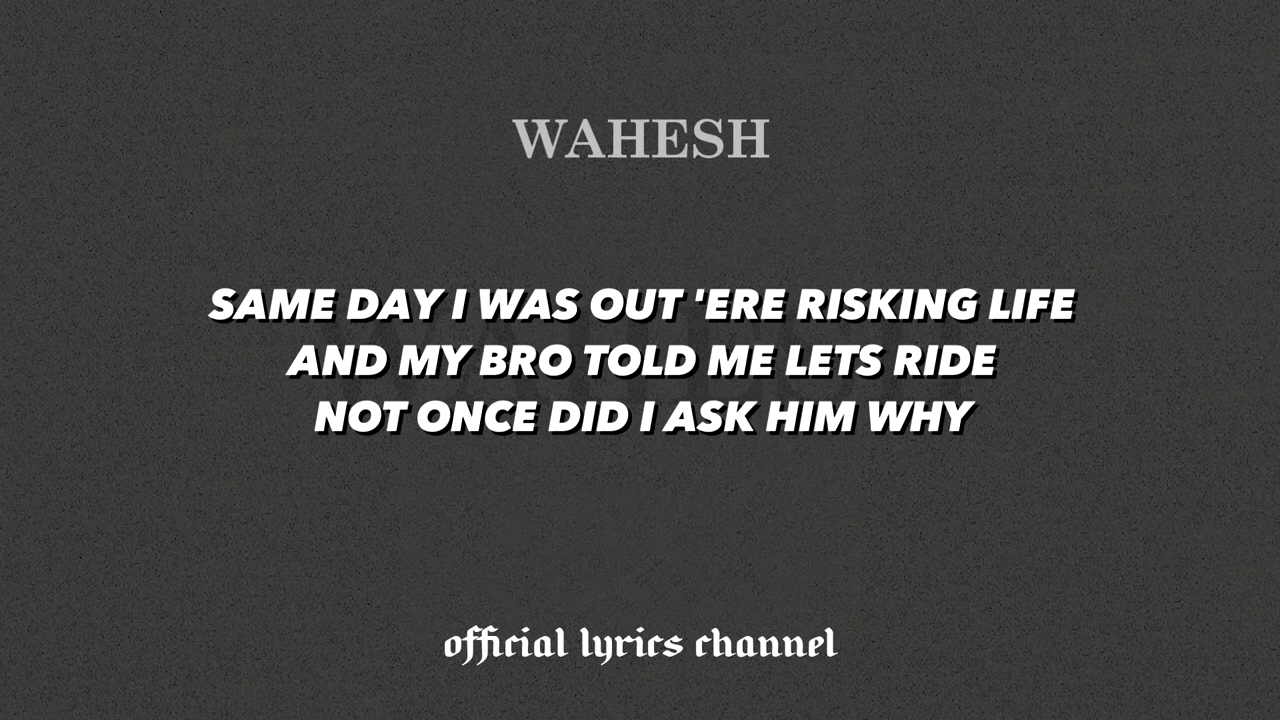 WAHESH
SAME DAY I WAS OUT 'ERE RISKING LIFE
AND MY BRO TOLD ME LETS RIDE
NOT ONCE DID I ASK HIM WHY
official lyrics channel